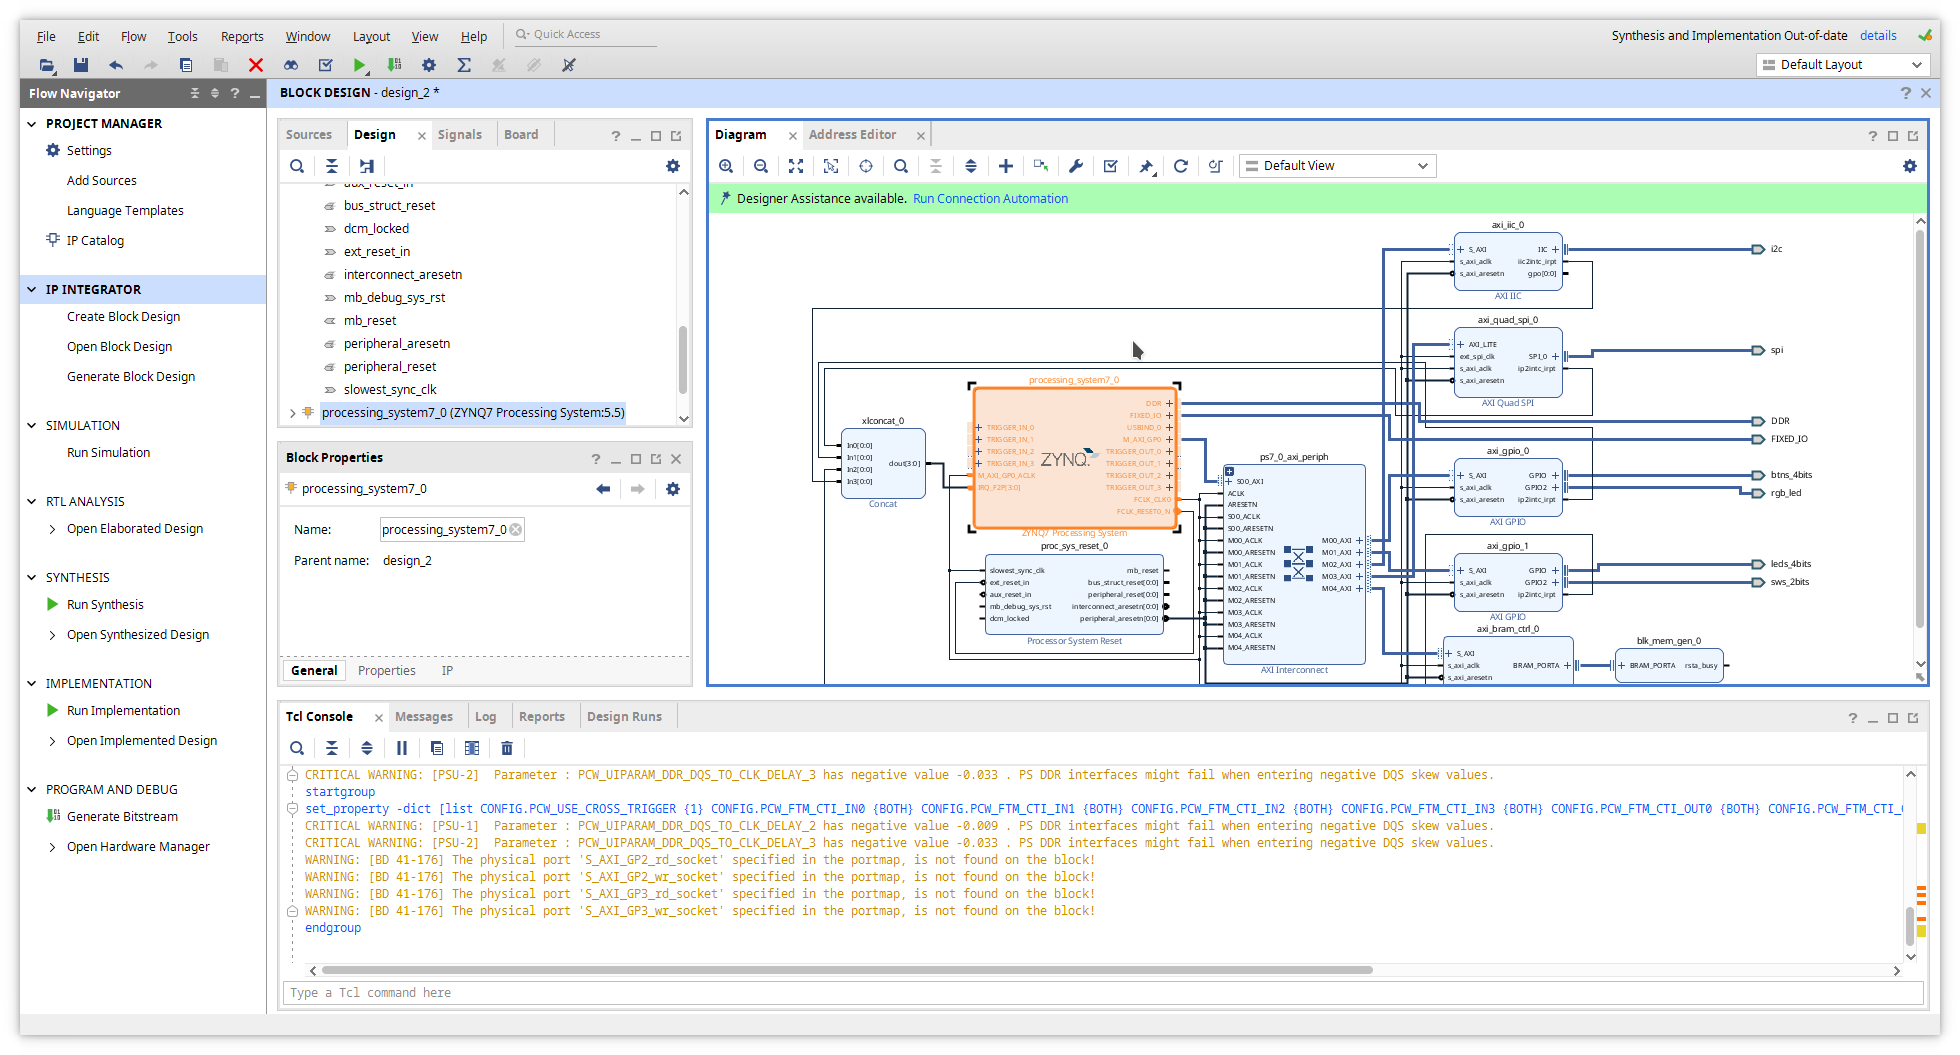 File Edit Flow Tools Reports Window Layout View Help Quick Access
Synthesis and Implementation Out-of-date details
Default Layout
Flow Navigator
PROJECT MANAGER
Settings
Add Sources
Language Templates
IP Catalog
IP INTEGRATOR
Create Block Design
Open Block Design
Generate Block Design
SIMULATION
Run Simulation
RTL ANALYSIS
Open Elaborated Design
SYNTHESIS
Run Synthesis
Open Synthesized Design
IMPLEMENTATION
Run Implementation
Open Implemented Design
PROGRAM AND DEBUG
Generate Bitstream
Open Hardware Manager
BLOCK DESIGN - design_2 *
Sources Design Signals Board
aux_reset_in
bus_struct_reset
dcm_locked
ext_reset_in
interconnect_aresetn
mb_debug_sys_rst
mb_reset
peripheral_aresetn
peripheral_reset
slowest_sync_clk
processing_system7_0 (ZYNQ7 Processing System:5.5)
Block Properties
processing_system7_0
Name: processing_system7_0
Parent name: design_2
General Properties IP
Diagram Address Editor
Default View
Designer Assistance available. Run Connection Automation
xlconcat_0
In0[0:0]
In1[0:0]
In2[0:0]
In3[0:0]
dout[3:0]
Concat
processing_system7_0
TRIGGER_IN_0
TRIGGER_IN_1
TRIGGER_IN_2
TRIGGER_IN_3
M_AXI_GP0_ACLK
IRQ_F2P[3:0]
ZYNQ
DDR
FIXED_IO
USBIND_0
M_AXI_GP0
TRIGGER_OUT_0
TRIGGER_OUT_1
TRIGGER_OUT_2
TRIGGER_OUT_3
FCLK_CLK0
FCLK_RESET0_N
ZYNQ7 Processing System
proc_sys_reset_0
slowest_sync_clk
ext_reset_in
aux_reset_in
mb_debug_sys_rst
dcm_locked
mb_reset
bus_struct_reset[0:0]
peripheral_reset[0:0]
interconnect_aresetn[0:0]
peripheral_aresetn[0:0]
Processor System Reset
ps7_0_axi_periph
S00_AXI
ACLK
ARESETN
S00_ACLK
S00_ARESETN
M00_ACLK
M00_ARESETN
M01_ACLK
M01_ARESETN
M02_ACLK
M02_ARESETN
M03_ACLK
M03_ARESETN
M04_ACLK
M04_ARESETN
M00_AXI
M01_AXI
M02_AXI
M03_AXI
M04_AXI
AXI Interconnect
axi_iic_0
S_AXI
s_axi_aclk
s_axi_aresetn
IIC
iic2intc_irpt
gpo[0:0]
AXI IIC
axi_quad_spi_0
AXI_LITE
ext_spi_clk
s_axi_aclk
s_axi_aresetn
SPI_0
ip2intc_irpt
AXI Quad SPI
axi_gpio_0
S_AXI
s_axi_aclk
s_axi_aresetn
GPIO
GPIO2
ip2intc_irpt
AXI GPIO
axi_gpio_1
S_AXI
s_axi_aclk
s_axi_aresetn
GPIO
GPIO2
ip2intc_irpt
AXI GPIO
axi_bram_ctrl_0
S_AXI
s_axi_aclk
s_axi_aresetn
BRAM_PORTA
blk_mem_gen_0
BRAM_PORTA rsta_busy
i2c
spi
DDR
FIXED_IO
btns_4bits
rgb_led
leds_4bits
sws_2bits
Tcl Console Messages Log Reports Design Runs
CRITICAL WARNING: [PSU-2]  Parameter : PCW_UIPARAM_DDR_DQS_TO_CLK_DELAY_3 has negative value -0.033 . PS DDR interfaces might fail when entering negative DQS skew values.
startgroup
set_property -dict [list CONFIG.PCW_USE_CROSS_TRIGGER {1} CONFIG.PCW_FTM_CTI_IN0 {BOTH} CONFIG.PCW_FTM_CTI_IN1 {BOTH} CONFIG.PCW_FTM_CTI_IN2 {BOTH} CONFIG.PCW_FTM_CTI_IN3 {BOTH} CONFIG.PCW_FTM_CTI_OUT0 {BOTH} CONFIG.PCW_FTM_CTI_
CRITICAL WARNING: [PSU-1]  Parameter : PCW_UIPARAM_DDR_DQS_TO_CLK_DELAY_2 has negative value -0.009 . PS DDR interfaces might fail when entering negative DQS skew values.
CRITICAL WARNING: [PSU-2]  Parameter : PCW_UIPARAM_DDR_DQS_TO_CLK_DELAY_3 has negative value -0.033 . PS DDR interfaces might fail when entering negative DQS skew values.
WARNING: [BD 41-176] The physical port 'S_AXI_GP2_rd_socket' specified in the portmap, is not found on the block!
WARNING: [BD 41-176] The physical port 'S_AXI_GP2_wr_socket' specified in the portmap, is not found on the block!
WARNING: [BD 41-176] The physical port 'S_AXI_GP3_rd_socket' specified in the portmap, is not found on the block!
WARNING: [BD 41-176] The physical port 'S_AXI_GP3_wr_socket' specified in the portmap, is not found on the block!
endgroup
Type a Tcl command here